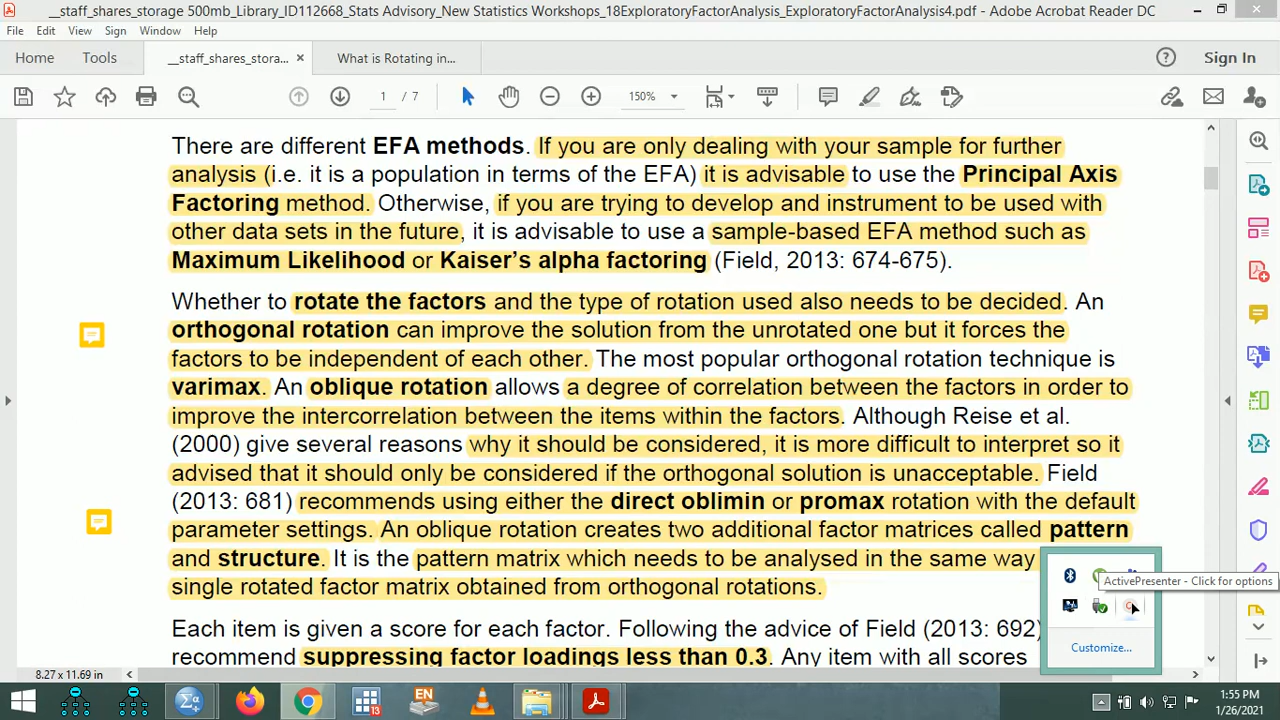 __staff_shares_storage 500mb_Library_ID112668_Stats Advisory_New Statistics Workshops_18ExploratoryFactorAnalysis_ExploratoryFactorAnalysis4.pdf - Adobe Acrobat Reader DC
File Edit View Sign Window Help
Home Tools __staff_shares_stora... × What is Rotating in... Sign In
1 / 7 150%
There are different EFA methods. If you are only dealing with your sample for further
analysis (i.e. it is a population in terms of the EFA) it is advisable to use the Principal Axis
Factoring method. Otherwise, if you are trying to develop and instrument to be used with
other data sets in the future, it is advisable to use a sample-based EFA method such as
Maximum Likelihood or Kaiser’s alpha factoring (Field, 2013: 674-675).
Whether to rotate the factors and the type of rotation used also needs to be decided. An
orthogonal rotation can improve the solution from the unrotated one but it forces the
factors to be independent of each other. The most popular orthogonal rotation technique is
varimax. An oblique rotation allows a degree of correlation between the factors in order to
improve the intercorrelation between the items within the factors. Although Reise et al.
(2000) give several reasons why it should be considered, it is more difficult to interpret so it
advised that it should only be considered if the orthogonal solution is unacceptable. Field
(2013: 681) recommends using either the direct oblimin or promax rotation with the default
parameter settings. An oblique rotation creates two additional factor matrices called pattern
and structure. It is the pattern matrix which needs to be analysed in the same way
single rotated factor matrix obtained from orthogonal rotations.
ActivePresenter - Click for options
Each item is given a score for each factor. Following the advice of Field (2013: 692)
recommend suppressing factor loadings less than 0.3. Any item with all scores
Customize...
8.27 x 11.69 in
EN
13
1:55 PM
1/26/2021